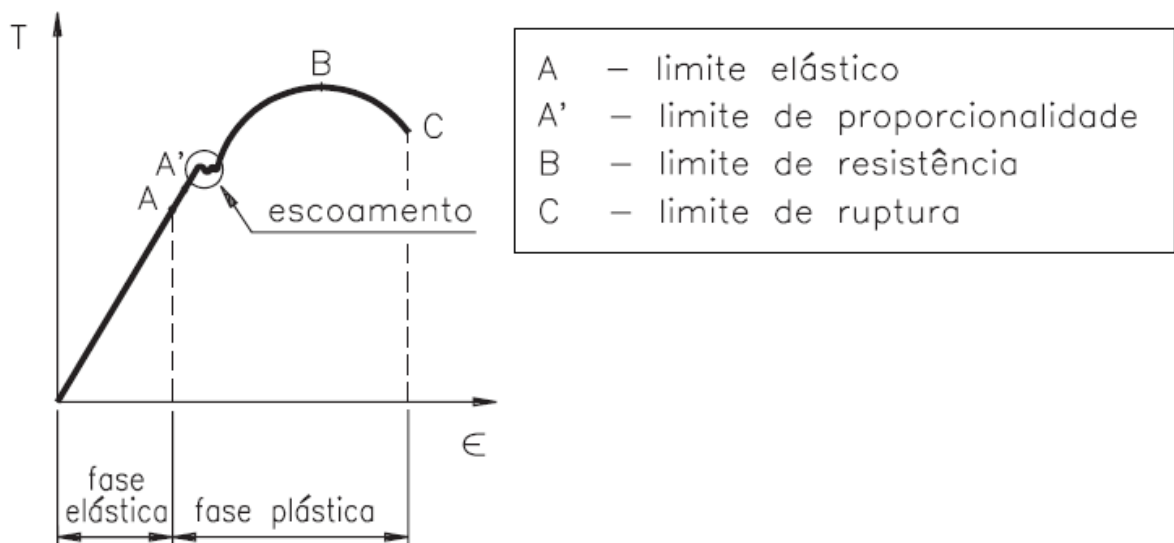 T
B
C
A'
A
escoamento
ϵ
fase
elástica
fase plástica
A – limite elástico
A' – limite de proporcionalidade
B – limite de resistência
C – limite de ruptura